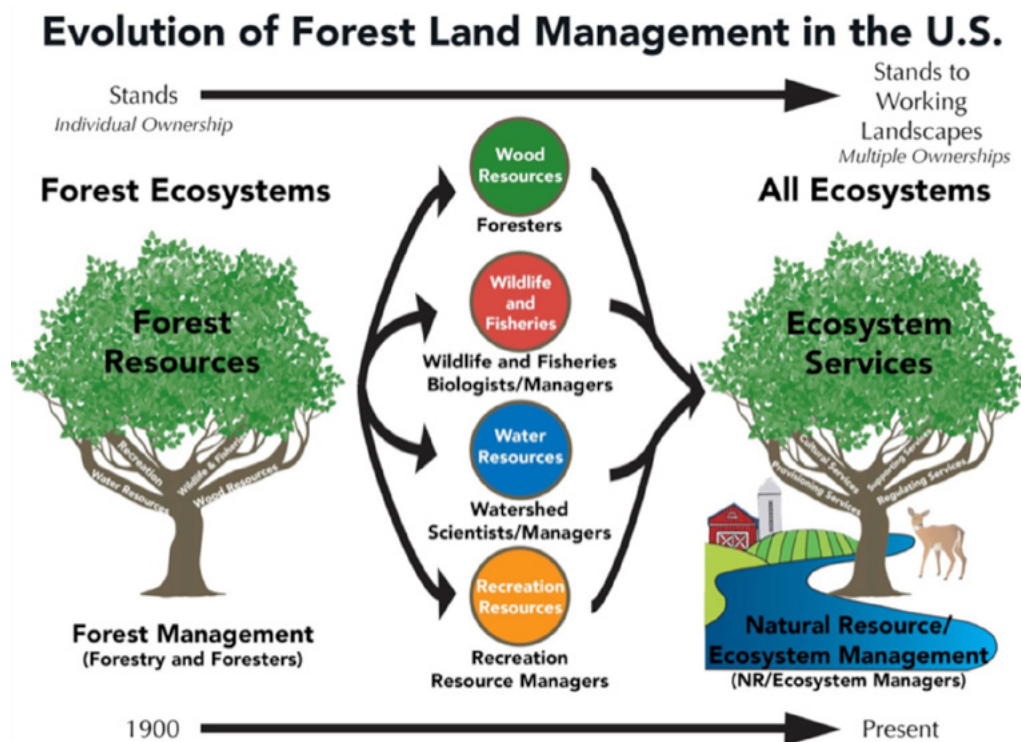 Evolution of Forest Land Management in the U.S.
Stands
Individual Ownership
Stands to
Working
Landscapes
Multiple Ownerships
Forest Ecosystems
All Ecosystems
Forest
Resources
Recreation
Water Resources
Wildlife & Fisheries
Wood Resources
Forest Management
(Forestry and Foresters)
Wood
Resources
Foresters
Wildlife
and
Fisheries
Wildlife and Fisheries
Biologists/Managers
Water
Resources
Watershed
Scientists/Managers
Recreation
Resources
Recreation
Resource Managers
Ecosystem
Services
Cultural Services
Provisioning Services
Supporting Services
Regulating Services
Natural Resource/
Ecosystem Management
(NR/Ecosystem Managers)
1900
Present